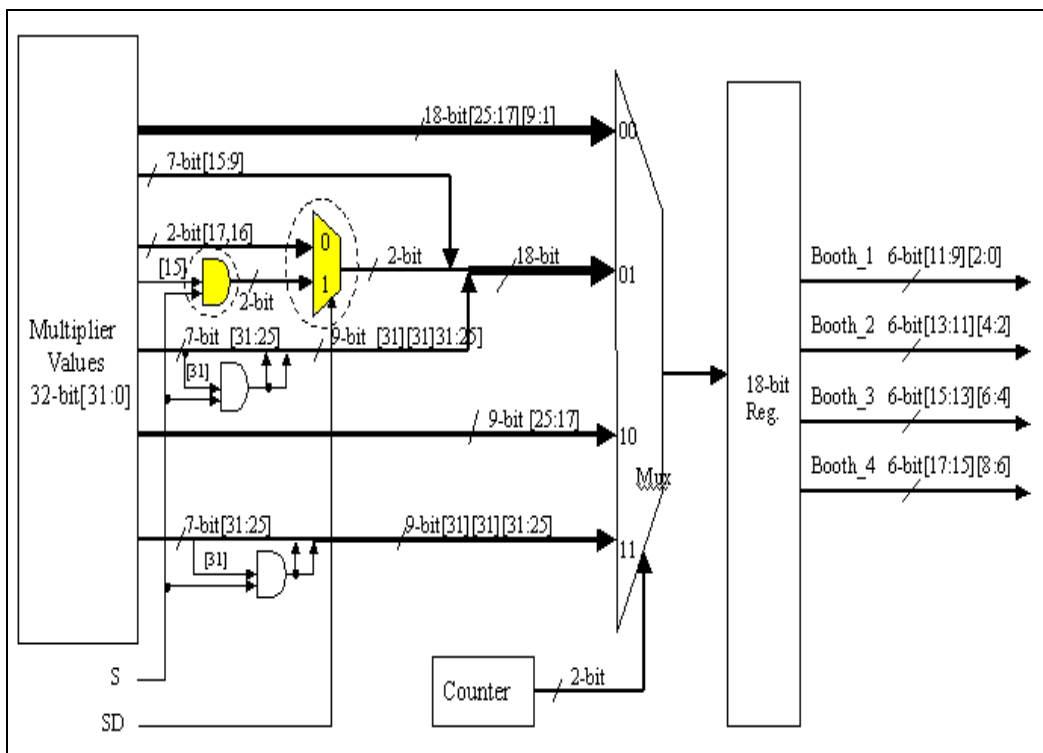 18-bit[25:17][9:1]
00
7-bit[15:9]
2-bit[17,16]
0
2-bit
18-bit
01
[15]
1
2-bit
Multiplier
Values
32-bit[31:0]
7-bit [31:25]
9-bit [31][31]31:25]
[31]
9-bit [25:17]
10
Mux
7-bit[31:25]
9-bit[31][31][31:25]
11
[31]
18-bit
Reg.
Booth_1 6-bit[11:9][2:0]
Booth_2 6-bit[13:11][4:2]
Booth_3 6-bit[15:13][6:4]
Booth_4 6-bit[17:15][8:6]
S
SD
Counter
2-bit